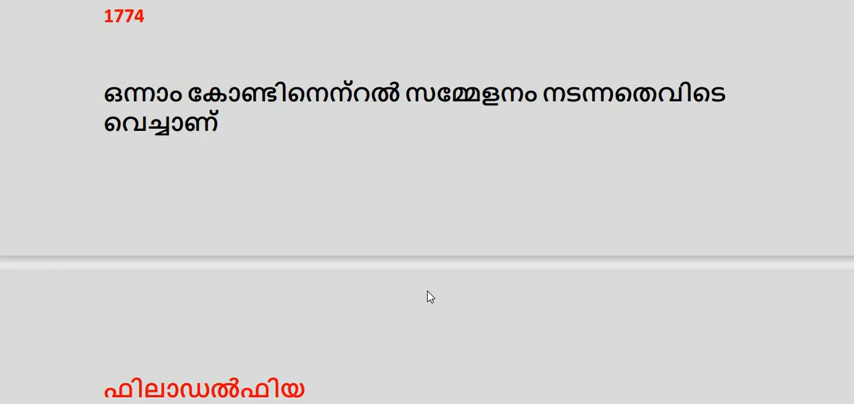 1774
ഒന്നാം കോണ്ടിനെന്റൽ സമ്മേളനം നടന്നതെവിടെ
വെച്ചാണ്
ഫിലാഡൽഫിയ